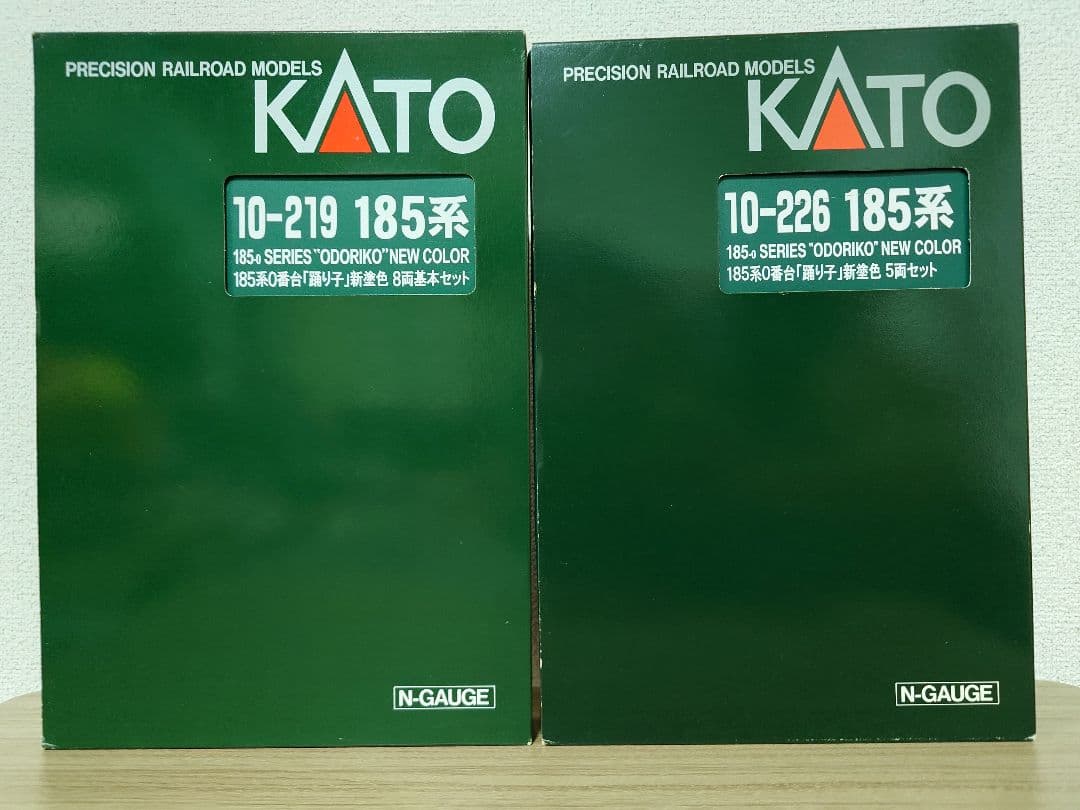 PRECISION RAILROAD MODELS
KATO
10-219 185系
185-0 SERIES "ODORIKO" NEW COLOR
185系0番台「踊り子」新塗色 8両基本セット
N-GAUGE
PRECISION RAILROAD MODELS
KATO
10-226 185系
185-0 SERIES "ODORIKO" NEW COLOR
185系0番台「踊り子」新塗色 5両セット
N-GAUGE